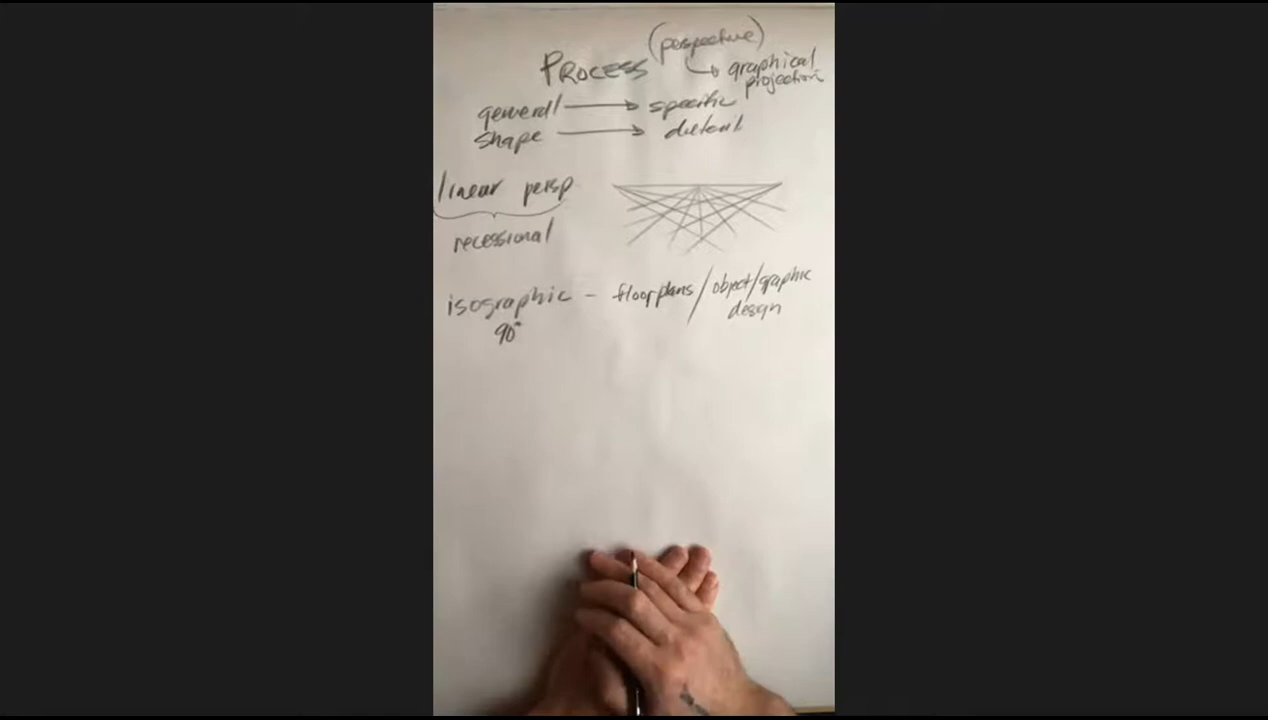 (perspective)
PROCESS
graphical
projection
general → specific
shape → detail
linear persp
recessional
isographic - floorplans / object/graphic
design
90°